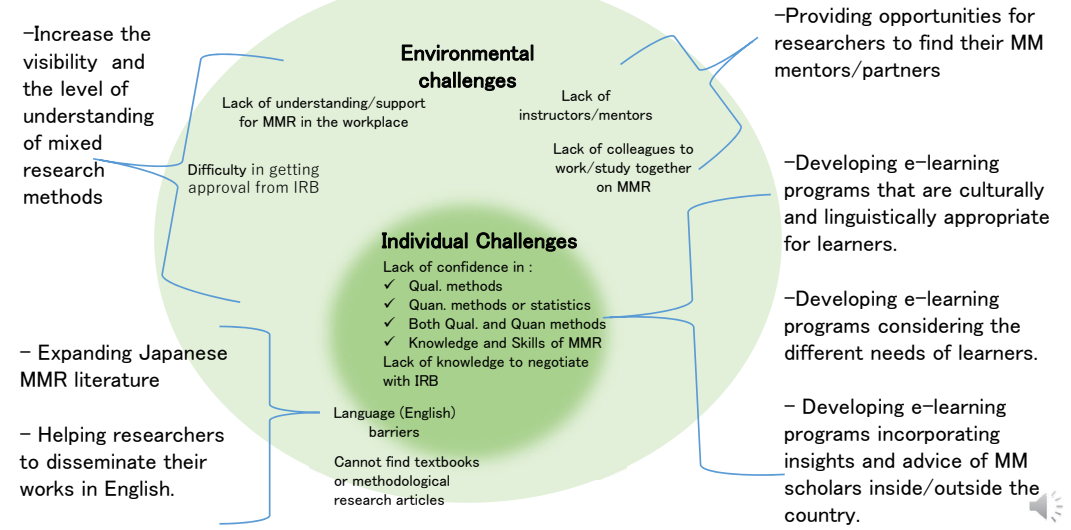 −Increase the
visibility and
the level of
understanding
of mixed
research
methods
− Expanding Japanese
MMR literature
− Helping researchers
to disseminate their
works in English.
Environmental
challenges
Lack of understanding/support
for MMR in the workplace
Difficulty in getting
approval from IRB
Lack of
instructors/mentors
Lack of colleagues to
work/study together
on MMR
Individual Challenges
Lack of confidence in :
✓ Qual. methods
✓ Quan. methods or statistics
✓ Both Qual. and Quan methods
✓ Knowledge and Skills of MMR
Lack of knowledge to negotiate
with IRB
Language (English)
barriers
Cannot find textbooks
or methodological
research articles
−Providing opportunities for
researchers to find their MM
mentors/partners
−Developing e−learning
programs that are culturally
and linguistically appropriate
for learners.
−Developing e−learning
programs considering the
different needs of learners.
− Developing e−learning
programs incorporating
insights and advice of MM
scholars inside/outside the
country.